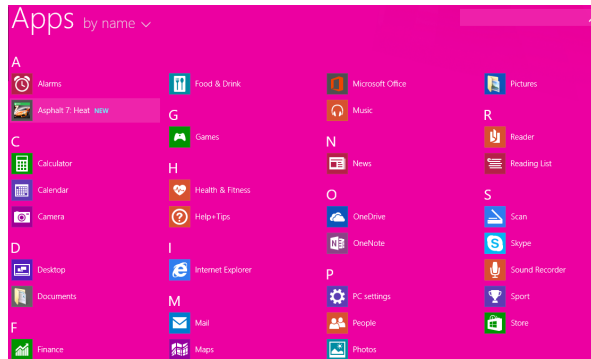 Apps by name
A
Alarms
Asphalt 7: Heat NEW
C
Calculator
Calendar
Camera
D
Desktop
Documents
F
Finance
Food & Drink
G
Games
H
Health & Fitness
Help+Tips
I
Internet Explorer
M
Mail
Maps
Microsoft Office
Music
N
News
O
OneDrive
OneNote
P
PC settings
People
Photos
Pictures
R
Reader
Reading List
S
Scan
Skype
Sound Recorder
Sport
Store